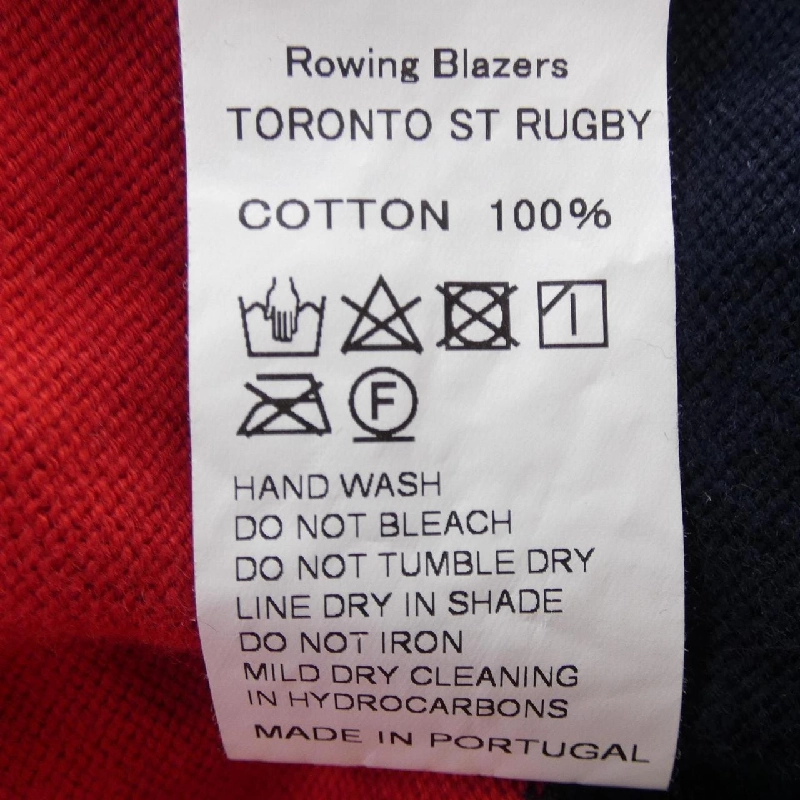 Rowing Blazers
TORONTO ST RUGBY
COTTON 100%
F
HAND WASH
DO NOT BLEACH
DO NOT TUMBLE DRY
LINE DRY IN SHADE
DO NOT IRON
MILD DRY CLEANING
IN HYDROCARBONS
MADE IN PORTUGAL